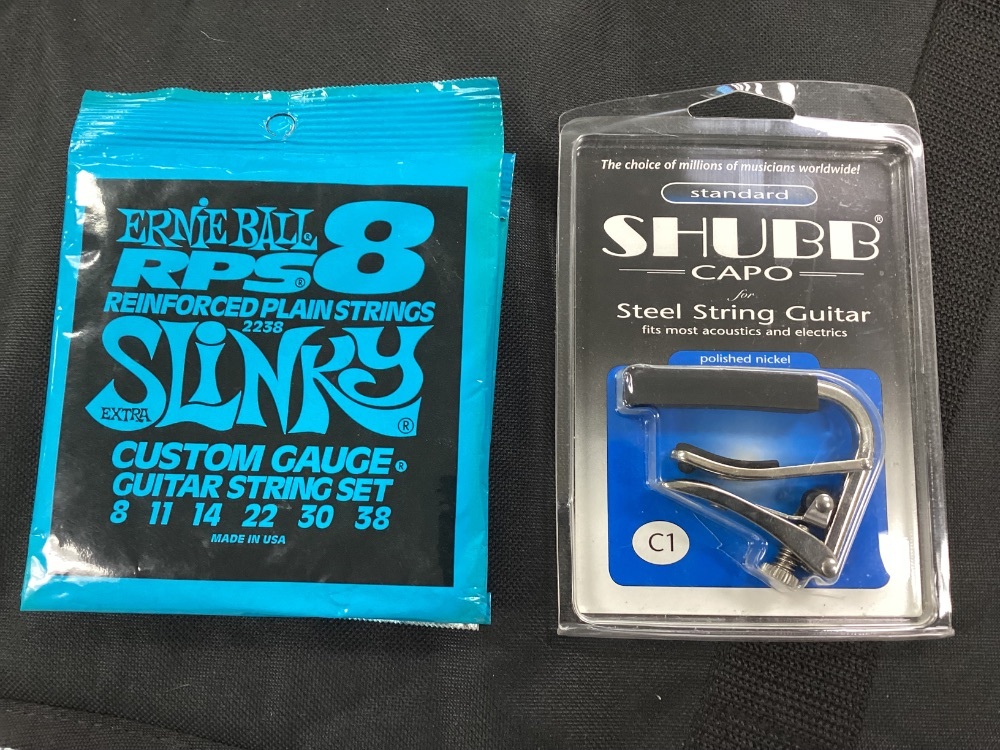 ERNIE BALL®
RPS® 8
REINFORCED PLAIN STRINGS
2238
EXTRA SLINKY®
CUSTOM GAUGE®
GUITAR STRING SET
8 11 14 22 30 38
MADE IN USA
The choice of millions of musicians worldwide!
standard
SHUBB®
CAPO
for
Steel String Guitar
fits most acoustics and electrics
polished nickel
C1